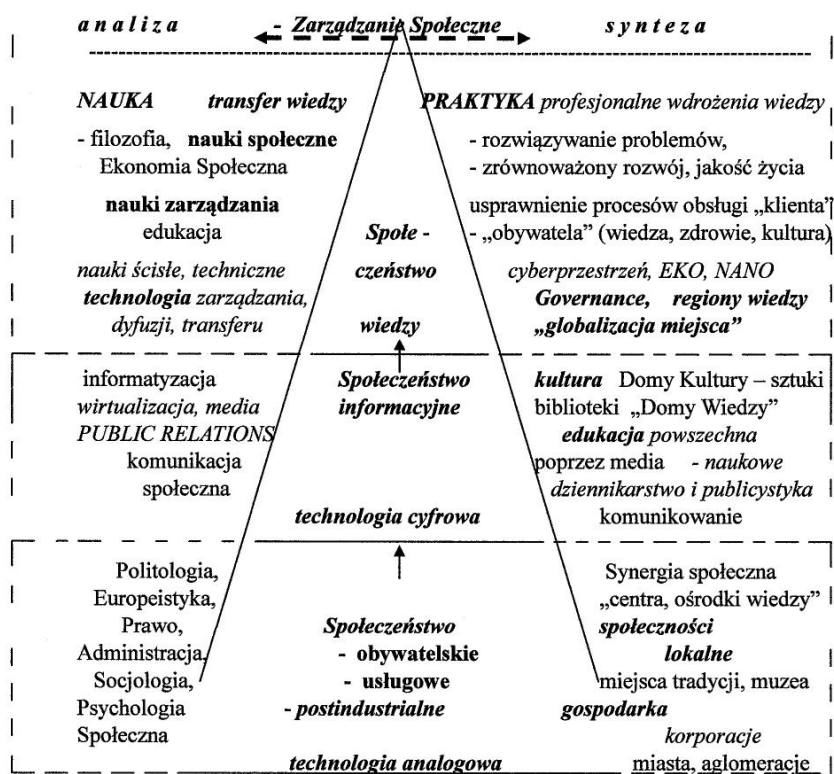 analiza - Zarządzanie Społeczne synteza
NAUKA transfer wiedzy PRAKTYKA profesjonalne wdrożenia wiedzy
- filozofia, nauki społeczne - rozwiązywanie problemów,
Ekonomia Społeczna - zrównoważony rozwój, jakość życia
nauki zarządzania usprawnienie procesów obsługi „klienta”
edukacja Społe - - „obywatela” (wiedza, zdrowie, kultura)
nauki ścisłe, techniczne czeństwo cyberprzestrzeń, EKO, NANO
technologia zarządzania, Governance, regiony wiedzy
dyfuzji, transferu wiedzy „globalizacja miejsca”
informatyzacja Społeczeństwo kultura Domy Kultury – sztuki
wirtualizacja, media informacyjne biblioteki „Domy Wiedzy”
PUBLIC RELATIONS edukacja powszechna
komunikacja poprzez media - naukowe
społeczna dziennikarstwo i publicystyka
technologia cyfrowa komunikowanie
Politologia, Synergia społeczna
Europeistyka, „centra, ośrodki wiedzy”
Prawo, Społeczeństwo społeczności
Administracja, - obywatelskie lokalne
Socjologia, - usługowe miejsca tradycji, muzea
Psychologia - postindustrialne gospodarka
Społeczna korporacje
technologia analogowa miasta, aglomeracje